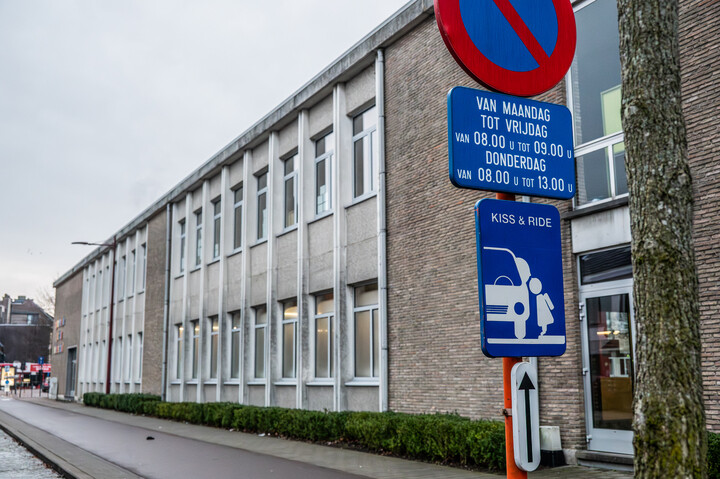 VAN MAANDAG
TOT VRIJDAG
VAN 08.00 U TOT 09.00 U
DONDERDAG
VAN 08.00 U TOT 13.00 U
KISS & RIDE